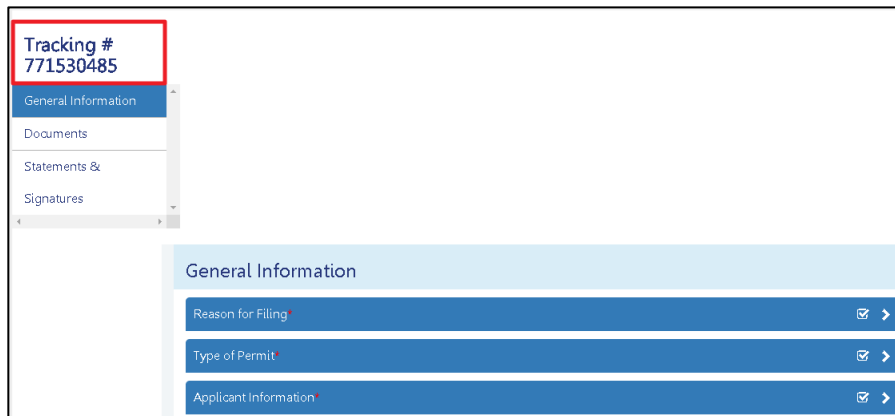 Tracking #
771530485
General Information
Documents
Statements &
Signatures
General Information
Reason for Filing*
Type of Permit*
Applicant Information*